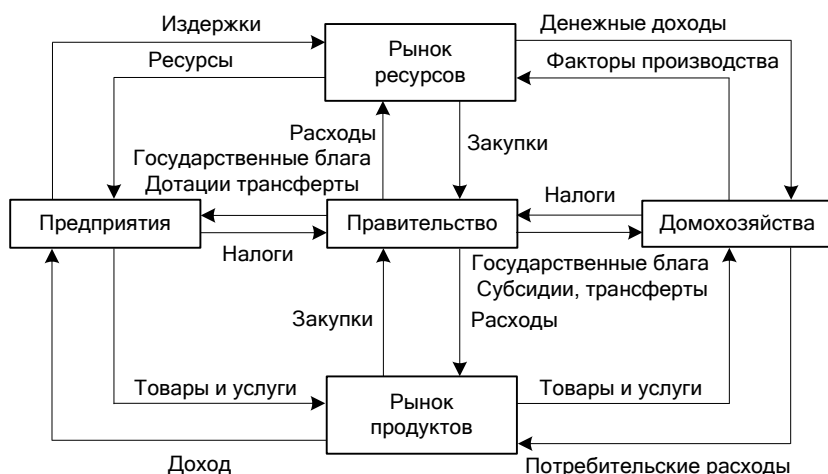 Издержки
Денежные доходы
Рынок
ресурсов
Ресурсы
Факторы производства
Расходы
Закупки
Государственные блага
Дотации трансферты
Налоги
Предприятия
Правительство
Домохозяйства
Налоги
Государственные блага
Субсидии, трансферты
Закупки
Расходы
Товары и услуги
Рынок
продуктов
Товары и услуги
Доход
Потребительские расходы